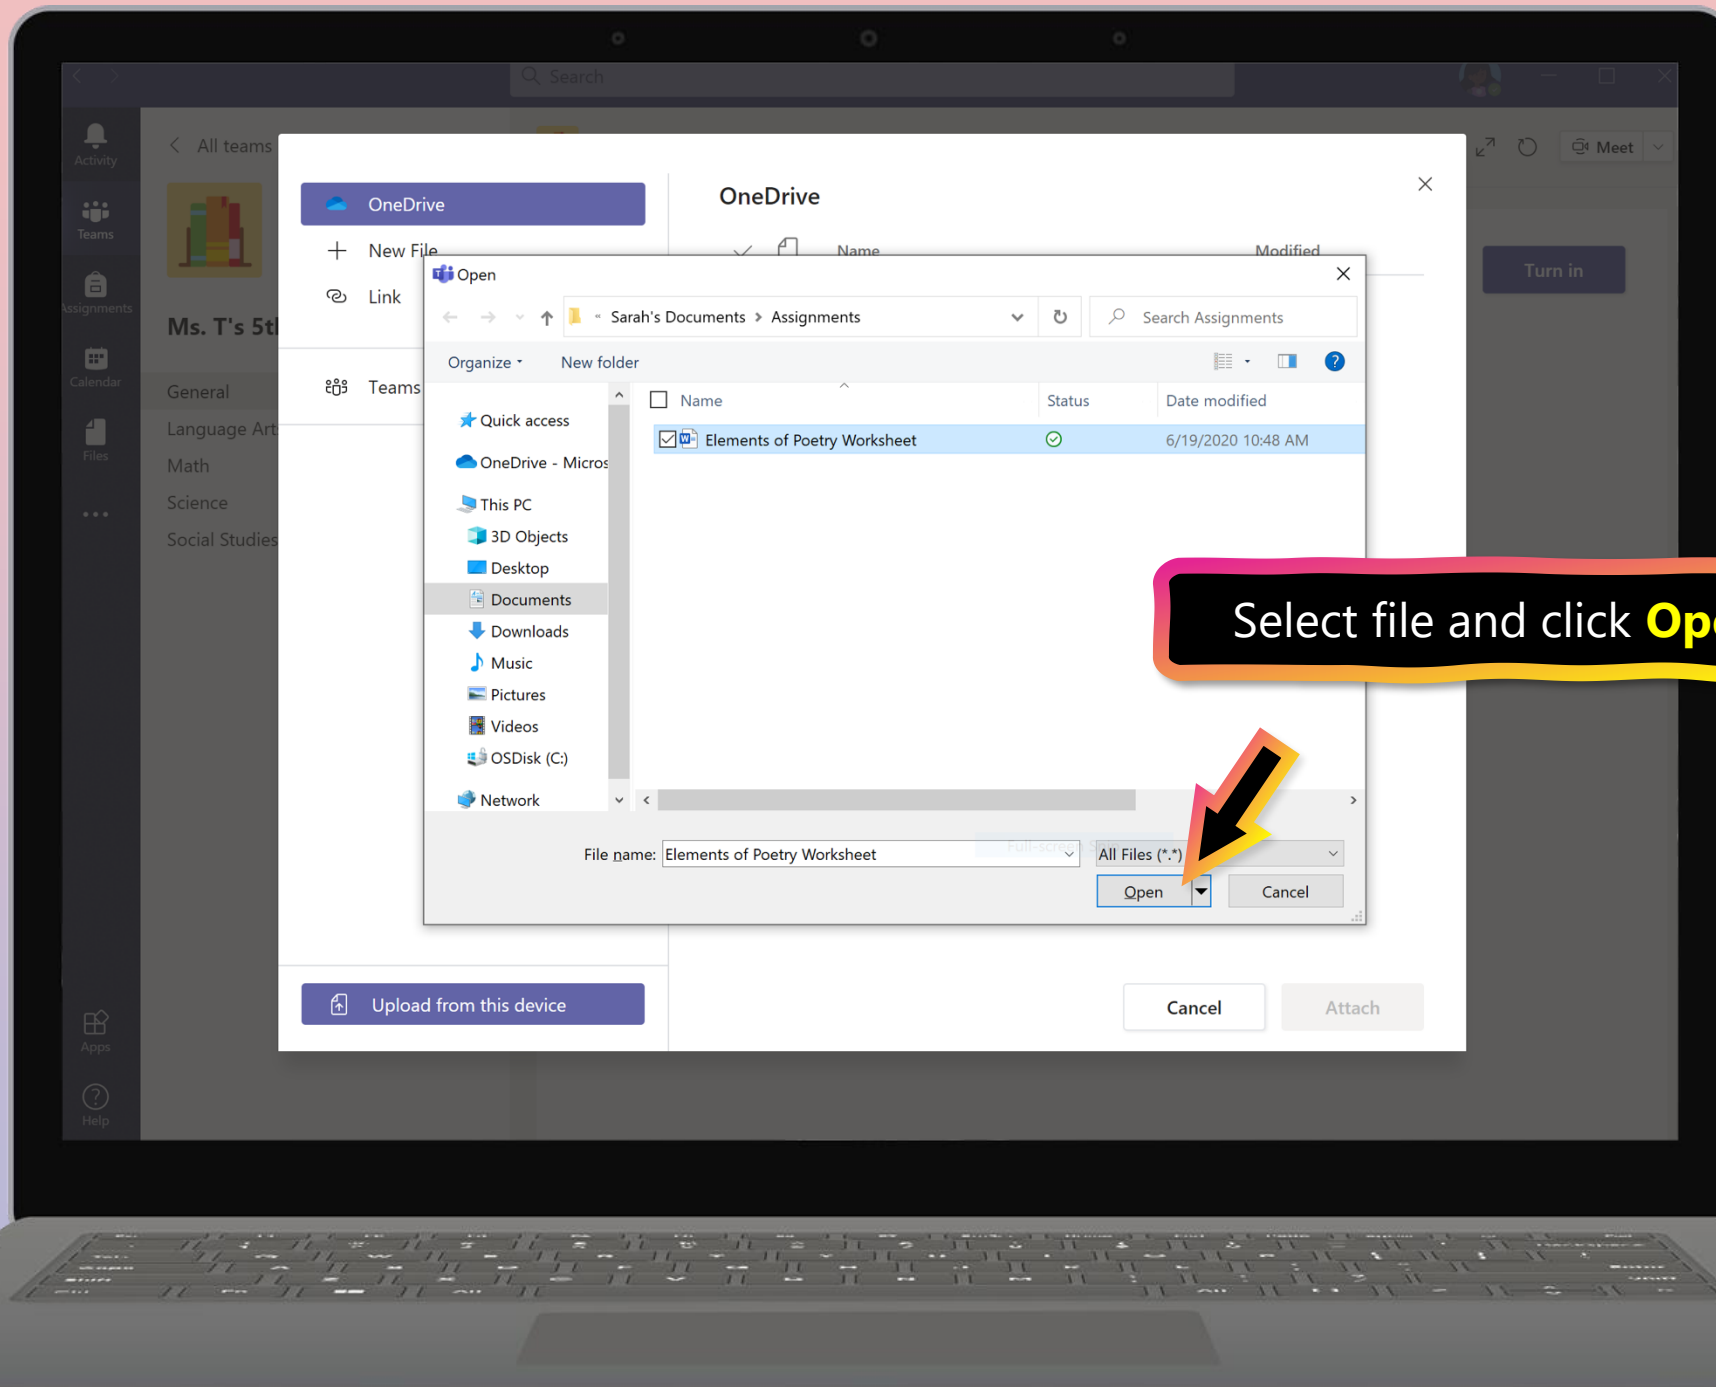 Search
Activity
Teams
Assignments
Calendar
Files
Apps
Help
All teams
Ms. T's 5t
General
Language Art
Math
Science
Social Studies
Meet
Turn in
OneDrive
New File
Link
Teams
Upload from this device
OneDrive
Name Modified
Open
« Sarah's Documents > Assignments
Search Assignments
Organize New folder
Quick access
OneDrive - Micros
This PC
3D Objects
Desktop
Documents
Downloads
Music
Pictures
Videos
OSDisk (C:)
Network
Name Status Date modified
Elements of Poetry Worksheet 6/19/2020 10:48 AM
File name: Elements of Poetry Worksheet
Full-screen Snip
All Files (*.*)
Open Cancel
Cancel Attach
Select file and click Ope